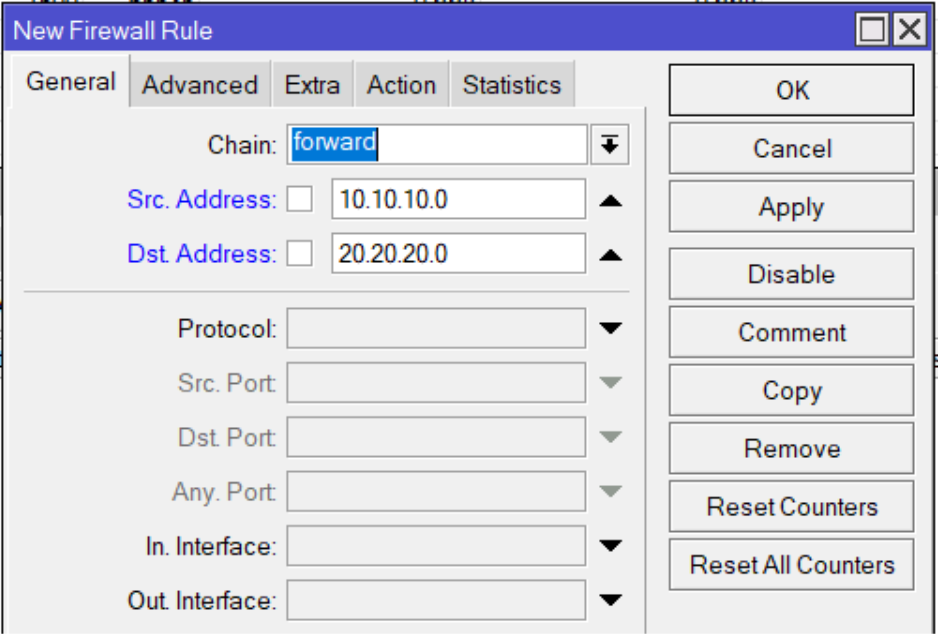 New Firewall Rule
General Advanced Extra Action Statistics
Chain: forward
Src. Address: 10.10.10.0
Dst. Address: 20.20.20.0
Protocol:
Src. Port:
Dst. Port:
Any. Port:
In. Interface:
Out. Interface:
OK
Cancel
Apply
Disable
Comment
Copy
Remove
Reset Counters
Reset All Counters